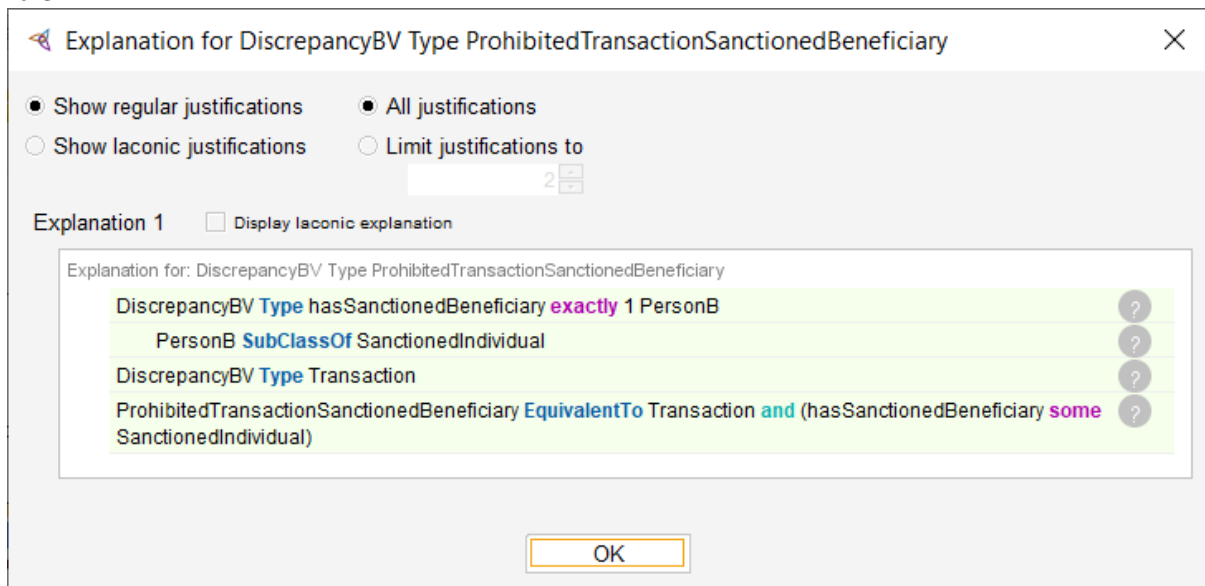 Explanation for DiscrepancyBV Type ProhibitedTransactionSanctionedBeneficiary
Show regular justifications All justifications
Show laconic justifications Limit justifications to
2
Explanation 1 Display laconic explanation
Explanation for: DiscrepancyBV Type ProhibitedTransactionSanctionedBeneficiary
DiscrepancyBV Type hasSanctionedBeneficiary exactly 1 PersonB ?
PersonB SubClassOf SanctionedIndividual ?
DiscrepancyBV Type Transaction ?
ProhibitedTransactionSanctionedBeneficiary EquivalentTo Transaction and (hasSanctionedBeneficiary some ?
SanctionedIndividual)
OK